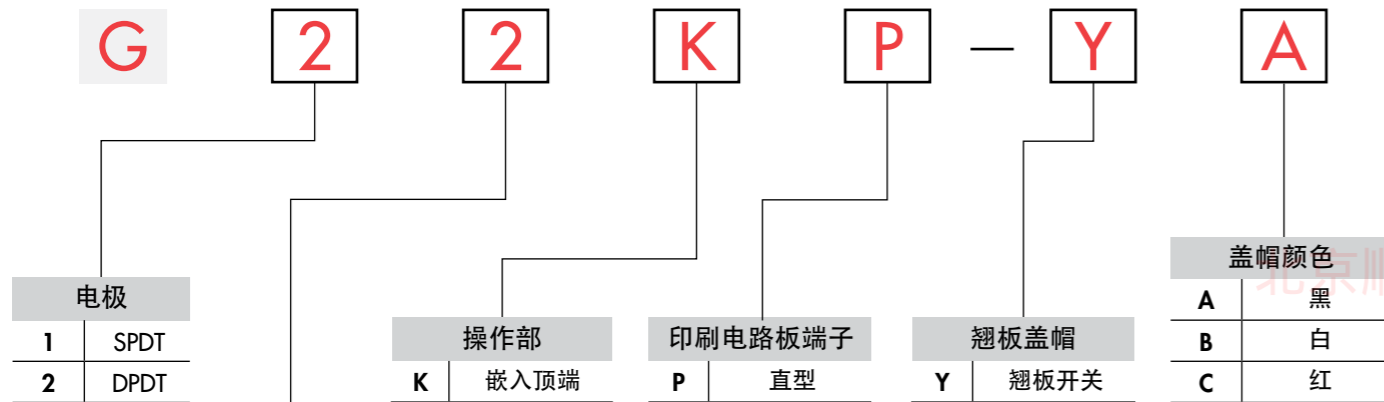 G 2 2 K P — Y A
盖帽颜色
A 黑
B 白
C 红
电极
1 SPDT
2 DPDT
操作部
K 嵌入顶端
印刷电路板端子
P 直型
翘板盖帽
Y 翘板开关
北京